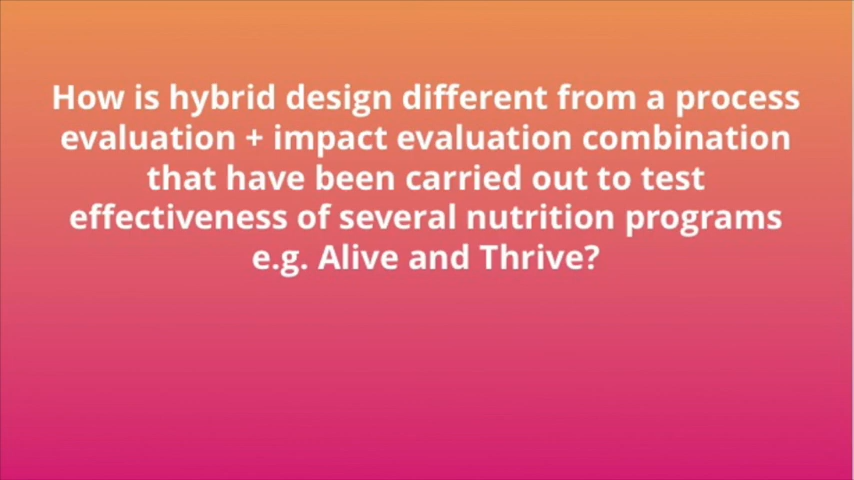 How is hybrid design different from a process
evaluation + impact evaluation combination
that have been carried out to test
effectiveness of several nutrition programs
e.g. Alive and Thrive?